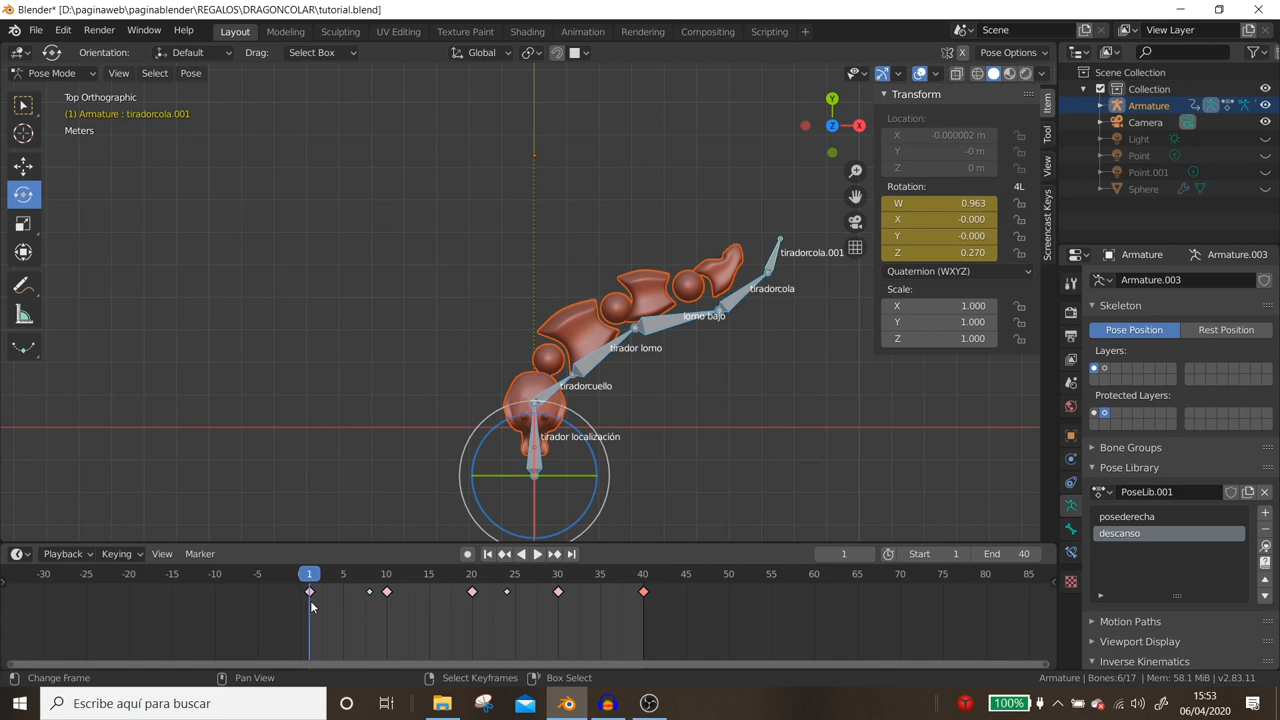 Blender* [D:\paginaweb\paginablender\REGALOS\DRAGONCOLAR\tutorial.blend]
File Edit Render Window Help Layout Modeling Sculpting UV Editing Texture Paint Shading Animation Rendering Compositing Scripting + Scene View Layer
Orientation: Default Drag: Select Box Global Pose Options
Pose Mode View Select Pose
Top Orthographic
(1) Armature : tiradorcola.001
Meters
Y
Z X
Transform
Location:
X -0.000002 m
Y -0 m
Z 0 m
Rotation: 4L
W 0.963
X -0.000
Y -0.000
Z 0.270
Quaternion (WXYZ)
Scale:
X 1.000
Y 1.000
Z 1.000
Item
Tool
View
Screencast Keys
tiradorcola.001
tiradorcola
lomo bajo
tirador lomo
tiradorcuello
tirador localización
Scene Collection
Collection
Armature
Camera
Light
Point
Point.001
Sphere
Armature Armature.003
Armature.003
Skeleton
Pose Position Rest Position
Layers:
Protected Layers:
Bone Groups
Pose Library
PoseLib.001
posederecha
descanso
Motion Paths
Viewport Display
Inverse Kinematics
Playback Keying View Marker 1 Start 1 End 40
-30 -25 -20 -15 -10 -5 1 5 10 15 20 25 30 35 40 45 50 55 60 65 70 75 80 85
Change Frame Pan View Select Keyframes Box Select Armature | Bones:6/17 | Mem: 58.1 MiB | v2.83.11
Escribe aquí para buscar 100% 15:53
06/04/2020